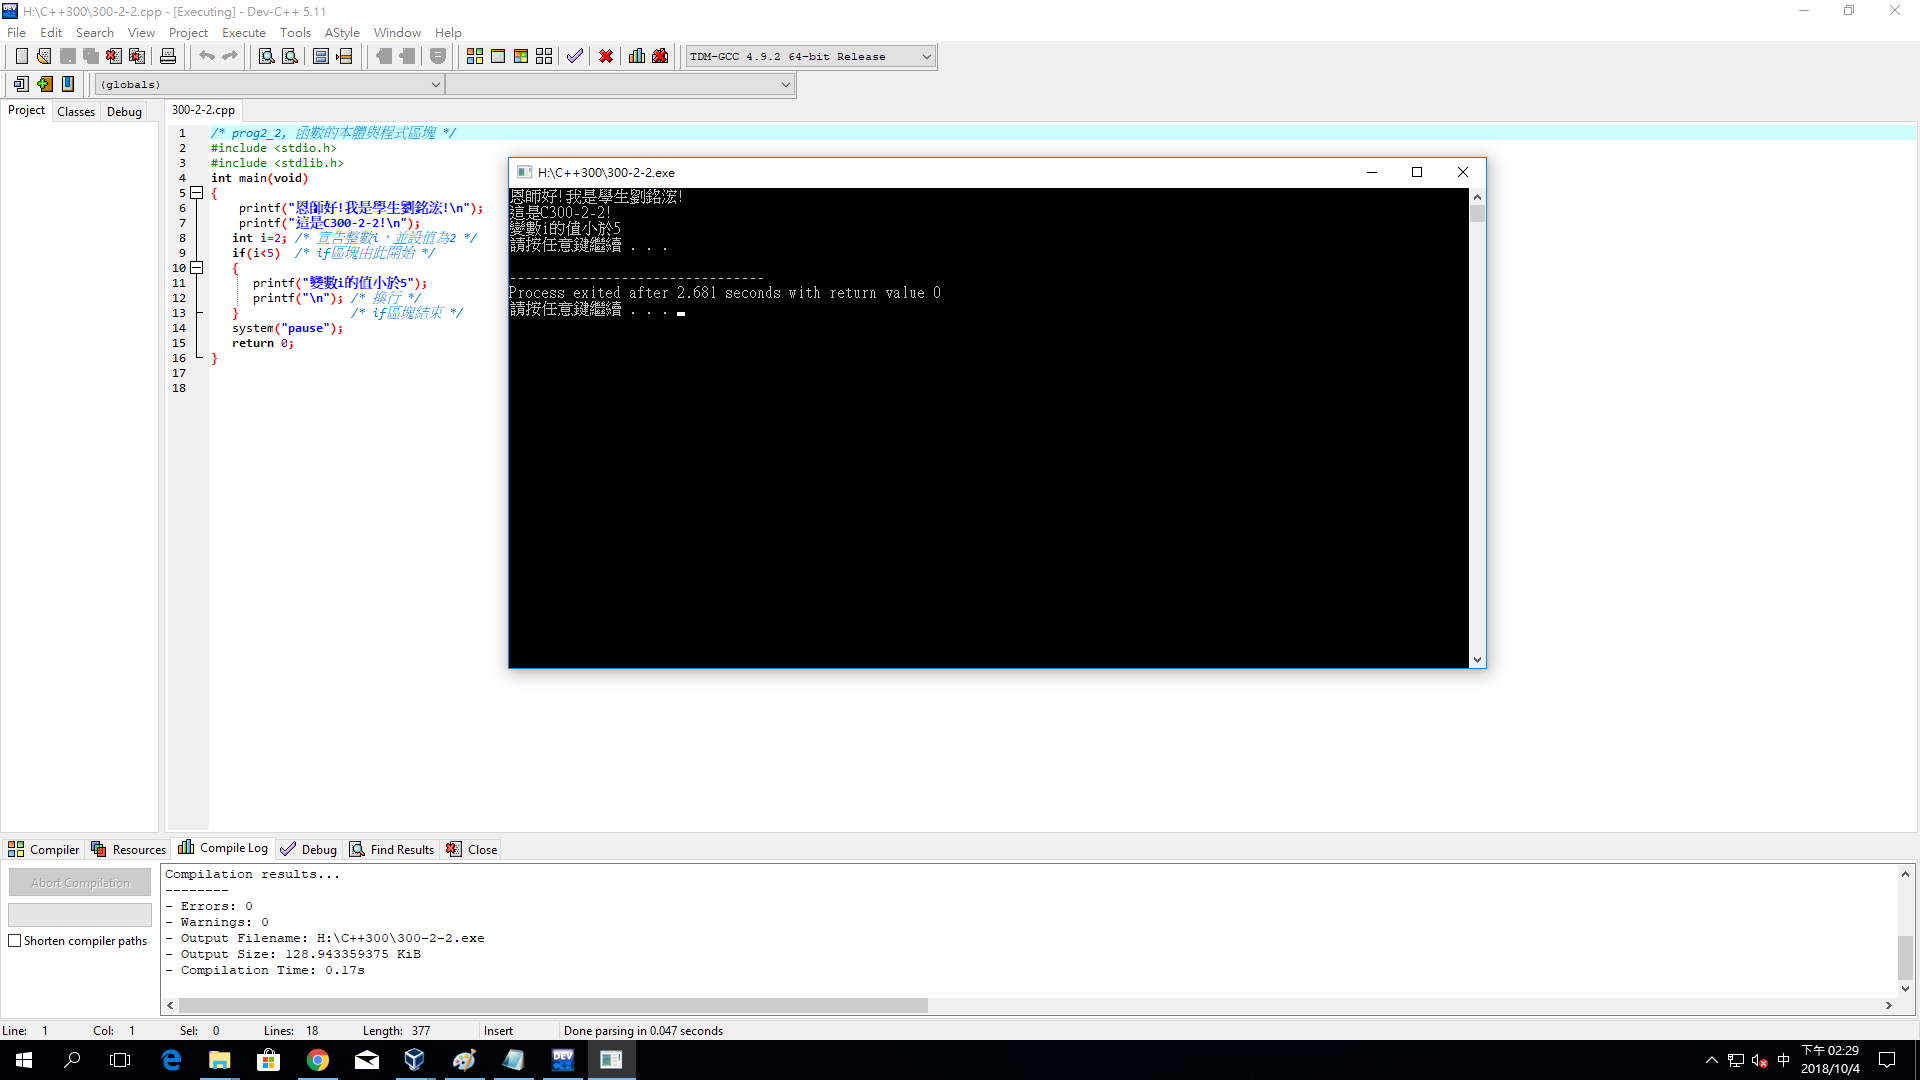 H:\C++300\300-2-2.cpp - [Executing] - Dev-C++ 5.11
File Edit Search View Project Execute Tools AStyle Window Help
TDM-GCC 4.9.2 64-bit Release
(globals)
Project Classes Debug
300-2-2.cpp
1 /* prog2_2, 函數的本體與程式區塊 */
2 #include <stdio.h>
3 #include <stdlib.h>
4 int main(void)
5 {
6 printf("恩師好!我是學生劉銘浤!\n");
7 printf("這是C300-2-2!\n");
8 int i=2; /* 宣告整數i，並設值為2 */
9 if(i<5) /* if區塊由此開始 */
10 {
11 printf("變數i的值小於5");
12 printf("\n"); /* 換行 */
13 } /* if區塊結束 */
14 system("pause");
15 return 0;
16 }
17
18
H:\C++300\300-2-2.exe
恩師好!我是學生劉銘浤!
這是C300-2-2!
變數i的值小於5
請按任意鍵繼續 . . .
--------------------------------
Process exited after 2.681 seconds with return value 0
請按任意鍵繼續 . . .
Compiler Resources Compile Log Debug Find Results Close
Abort Compilation
Shorten compiler paths
Compilation results...
--------
- Errors: 0
- Warnings: 0
- Output Filename: H:\C++300\300-2-2.exe
- Output Size: 128.943359375 KiB
- Compilation Time: 0.17s
Line: 1 Col: 1 Sel: 0 Lines: 18 Length: 377 Insert Done parsing in 0.047 seconds
DEV
中
下午 02:29
2018/10/4